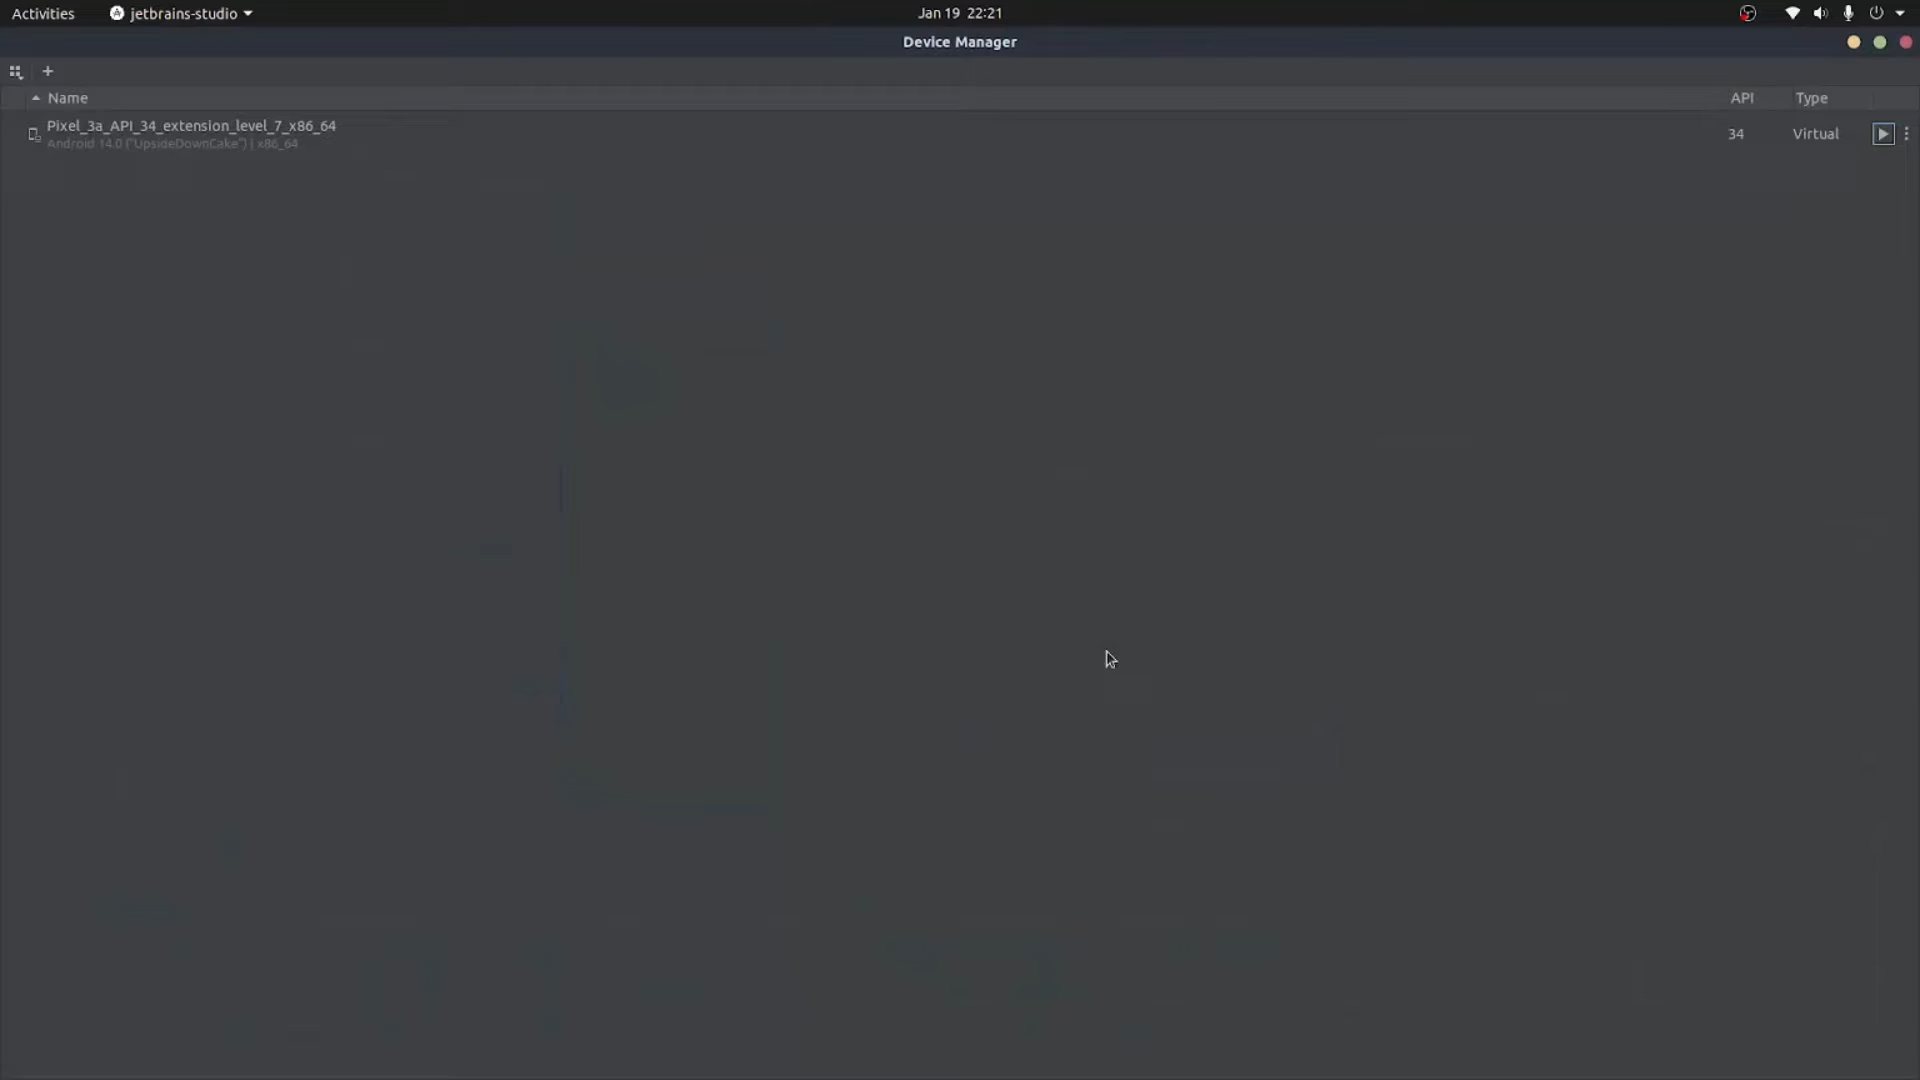 Activities jetbrains-studio Jan 19 22:21
Device Manager
Name API Type
Pixel_3a_API_34_extension_level_7_x86_64 34 Virtual
Android 14.0 ("UpsideDownCake") | x86_64